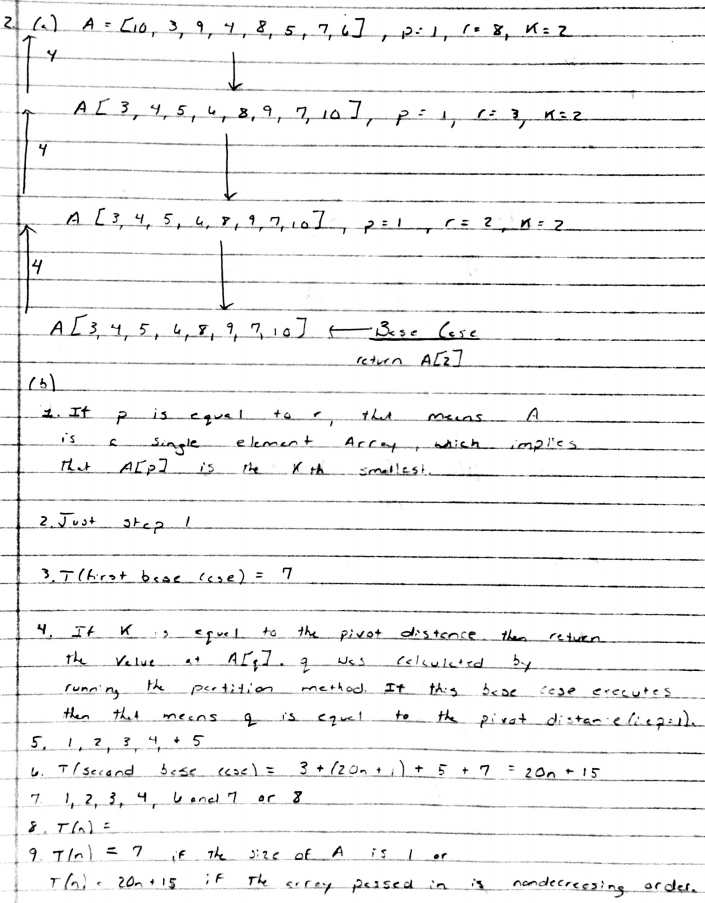 2. (a) A = [10, 3, 9, 4, 8, 5, 7, 6], p=1, r=8, K=2
4
A[3, 4, 5, 6, 8, 9, 7, 10], p=1, r=3, K=2
4
A[3, 4, 5, 6, 8, 9, 7, 10], p=1, r=2, K=2
4
A[3, 4, 5, 6, 8, 9, 7, 10] ← Base Case
return A[2]
(b)
1. If p is equal to r, that means A
is a single element Array, which implies
that A[p] is the Kth smallest.
2. Just step 1
3. T(first base case) = 7
4. If K is equal to the pivot distance then return
the value at A[q]. q was calculated by
running the partition method. If this base case executes
then that means q is equal to the pivot distance (i.e p=1).
5. 1, 2, 3, 4, + 5
6. T(second base case) = 3 + (20n + 1) + 5 + 7 = 20n + 15
7. 1, 2, 3, 4, 6 and 7 or 8
8. T(n) =
9. T(n) = 7 if the size of A is 1 or
T(n) = 20n + 15 if The array passed in is nondecreasing order.